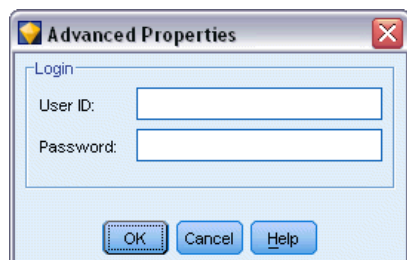 Advanced Properties
Login
User ID:
Password:
OK Cancel Help